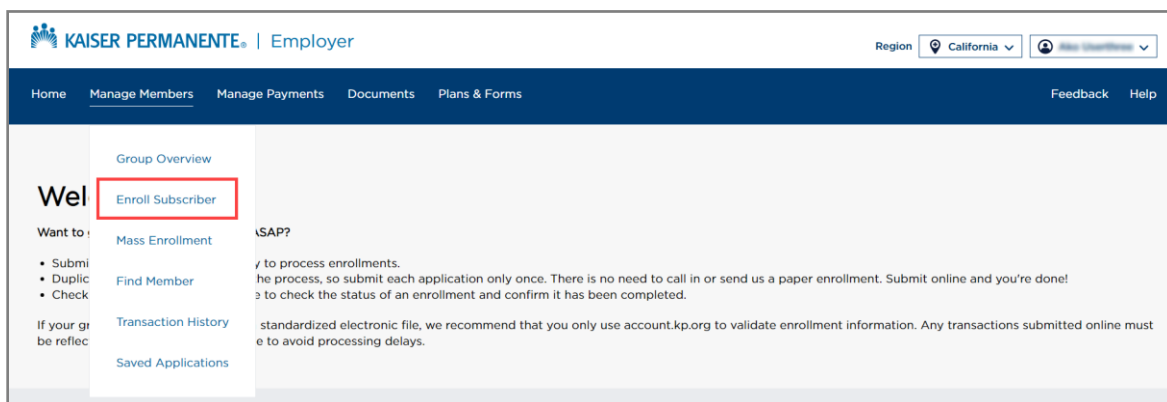 KAISER PERMANENTE® | Employer
Region California
Home Manage Members Manage Payments Documents Plans & Forms Feedback Help
Group Overview
Enroll Subscriber
Mass Enrollment
Find Member
Transaction History
Saved Applications
Wel
Want to ASAP?
• Submi y to process enrollments.
• Duplic he process, so submit each application only once. There is no need to call in or send us a paper enrollment. Submit online and you're done!
• Check e to check the status of an enrollment and confirm it has been completed.
If your gr standardized electronic file, we recommend that you only use account.kp.org to validate enrollment information. Any transactions submitted online must
be reflec e to avoid processing delays.